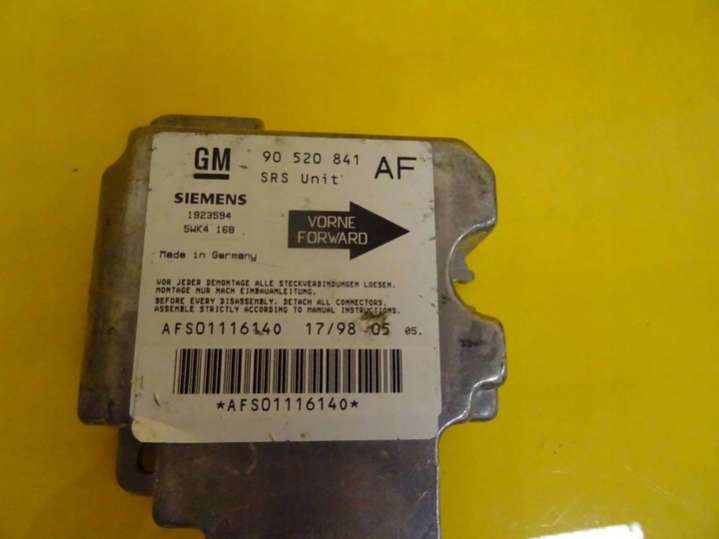 GM 90 520 841 AF
SRS Unit
SIEMENS
1923594
5WK4 168
VORNE
FORWARD
Made in Germany
VOR JEDER DEMONTAGE ALLE STECKVERBINDUNGEN LOESEN.
MONTAGE NUR NACH EINBAUANLEITUNG.
BEFORE EVERY DISASSEMBLY. DETACH ALL CONNECTORS.
ASSEMBLE STRICTLY ACCORDING TO MANUAL INSTRUCTIONS.
AFS01116140 17/98 05 05.
*AFS01116140*